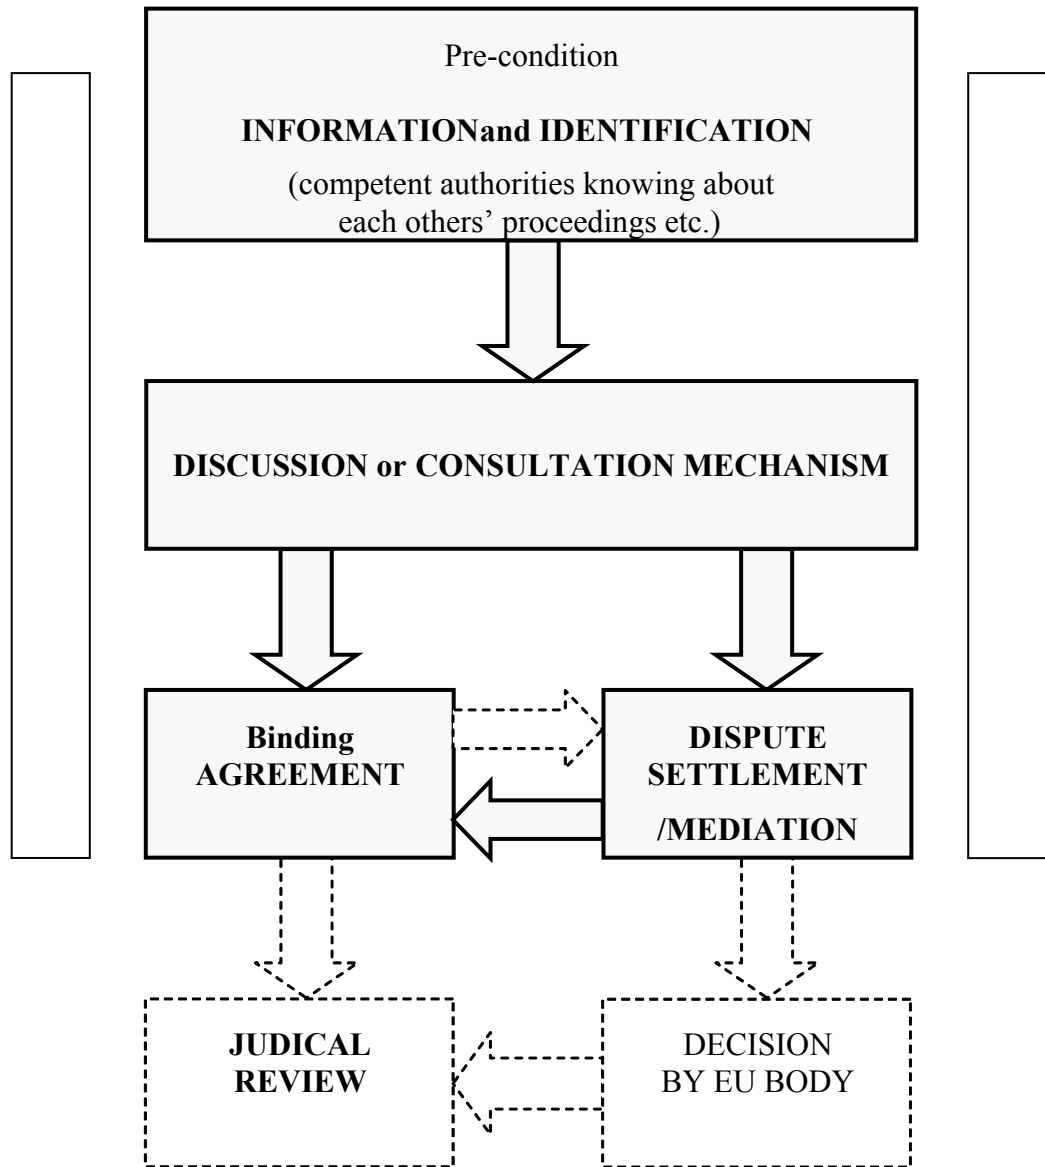 Pre-condition
INFORMATIONand IDENTIFICATION
(competent authorities knowing about
each others’ proceedings etc.)
DISCUSSION or CONSULTATION MECHANISM
Binding
AGREEMENT
DISPUTE
SETTLEMENT
/MEDIATION
JUDICAL
REVIEW
DECISION
BY EU BODY